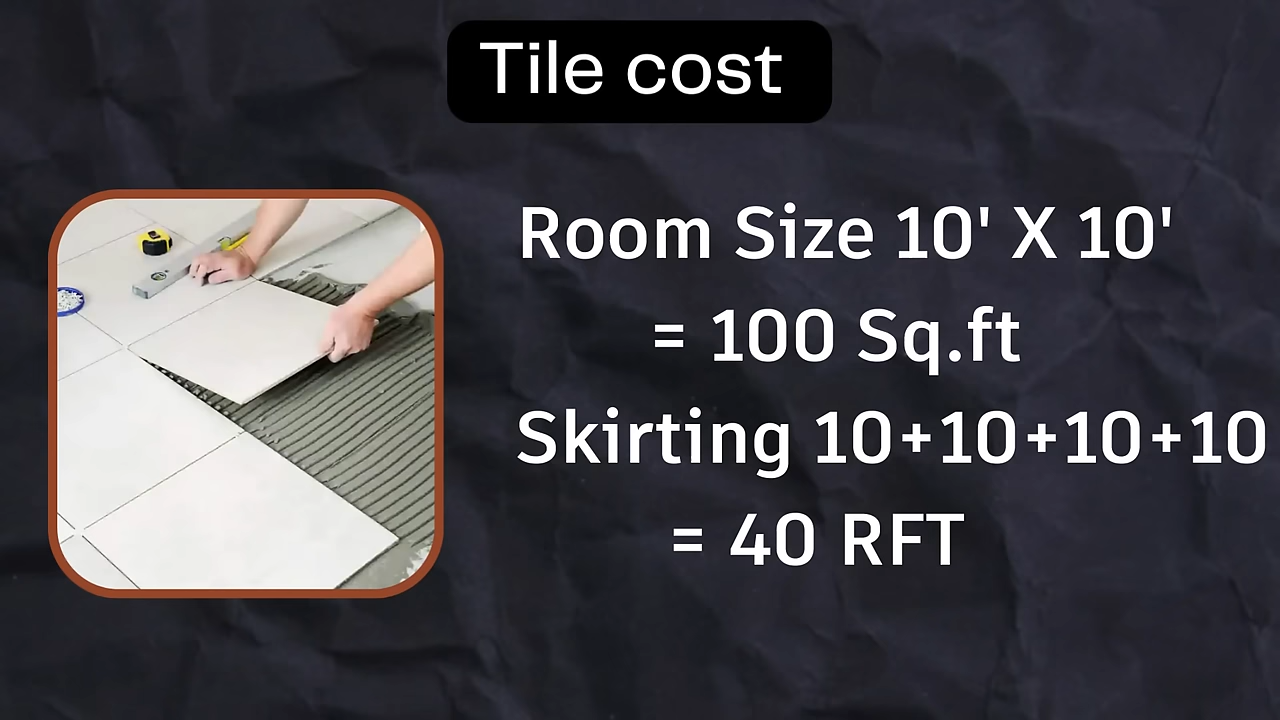 Tile cost
Room Size 10' X 10'
= 100 Sq.ft
Skirting 10+10+10+10
= 40 RFT